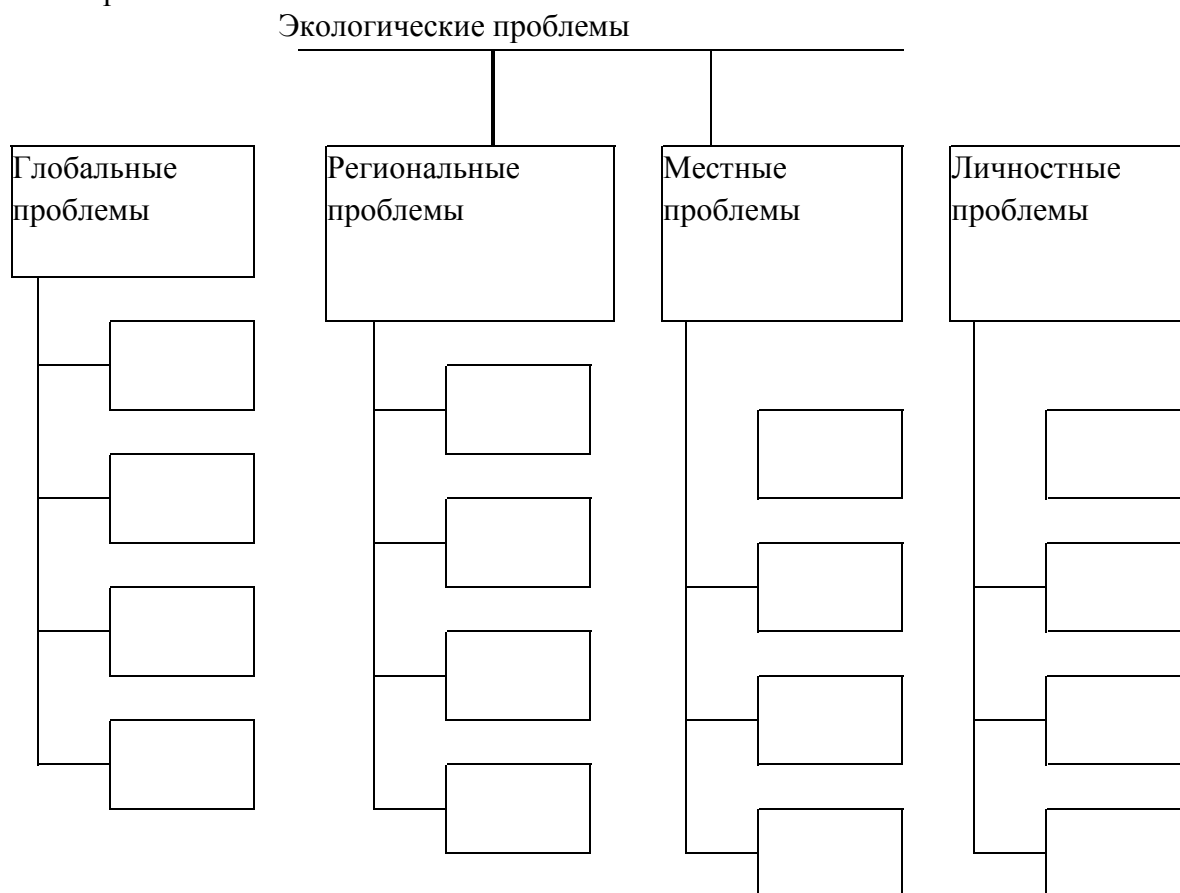 Экологические проблемы
Глобальные
проблемы
Региональные
проблемы
Местные
проблемы
Личностные
проблемы